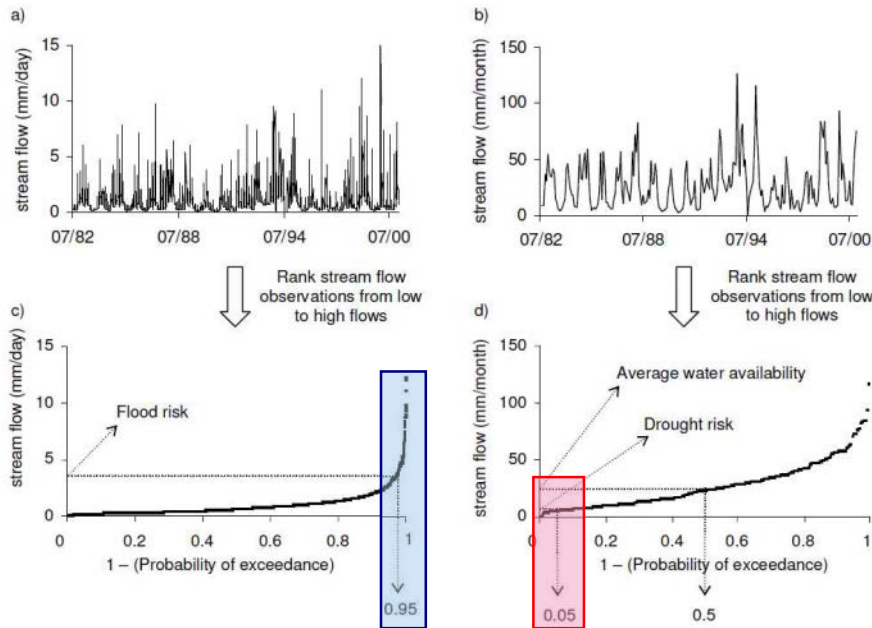 a)
stream flow (mm/day)
15
10
5
0
07/82 07/88 07/94 07/00
b)
stream flow (mm/month)
150
100
50
0
07/82 07/88 07/94 07/00
Rank stream flow
observations from low
to high flows
Rank stream flow
observations from low
to high flows
c)
stream flow (mm/day)
15
10
5
0
Flood risk
0 0.2 0.4 0.6 0.8 1
1 – (Probability of exceedance)
0.95
d)
stream flow (mm/month)
150
100
50
0
Average water availability
Drought risk
0 0.2 0.4 0.6 0.8 1
1 – (Probability of exceedance)
0.05 0.5